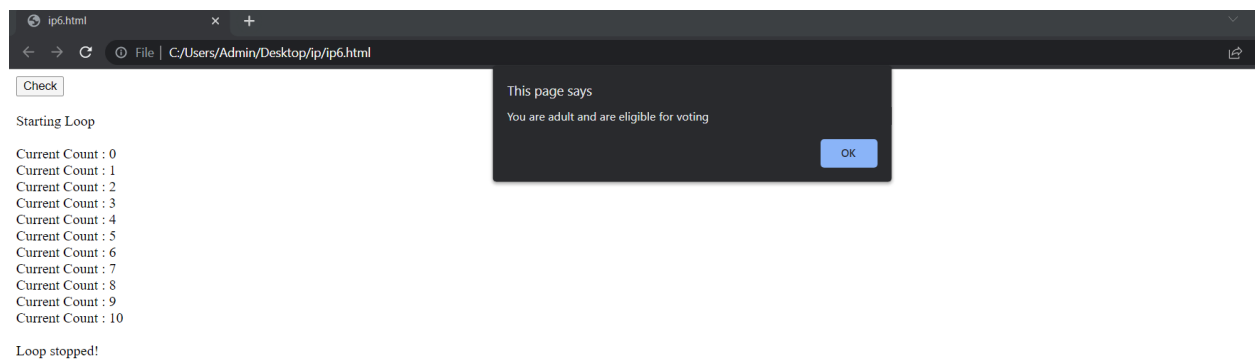 ip6.html
File | C:/Users/Admin/Desktop/ip/ip6.html
Check
This page says
You are adult and are eligible for voting
OK
Starting Loop
Current Count : 0
Current Count : 1
Current Count : 2
Current Count : 3
Current Count : 4
Current Count : 5
Current Count : 6
Current Count : 7
Current Count : 8
Current Count : 9
Current Count : 10
Loop stopped!